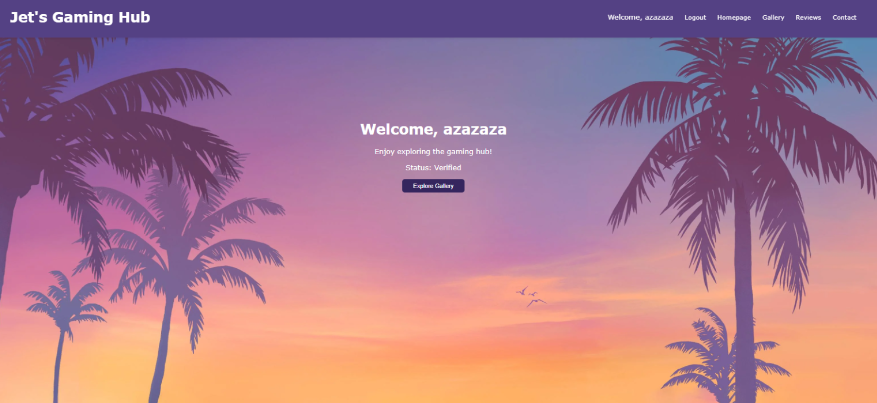 Jet's Gaming Hub
Welcome, azazaza Logout Homepage Gallery Reviews Contact
Welcome, azazaza
Enjoy exploring the gaming hub!
Status: Verified
Explore Gallery